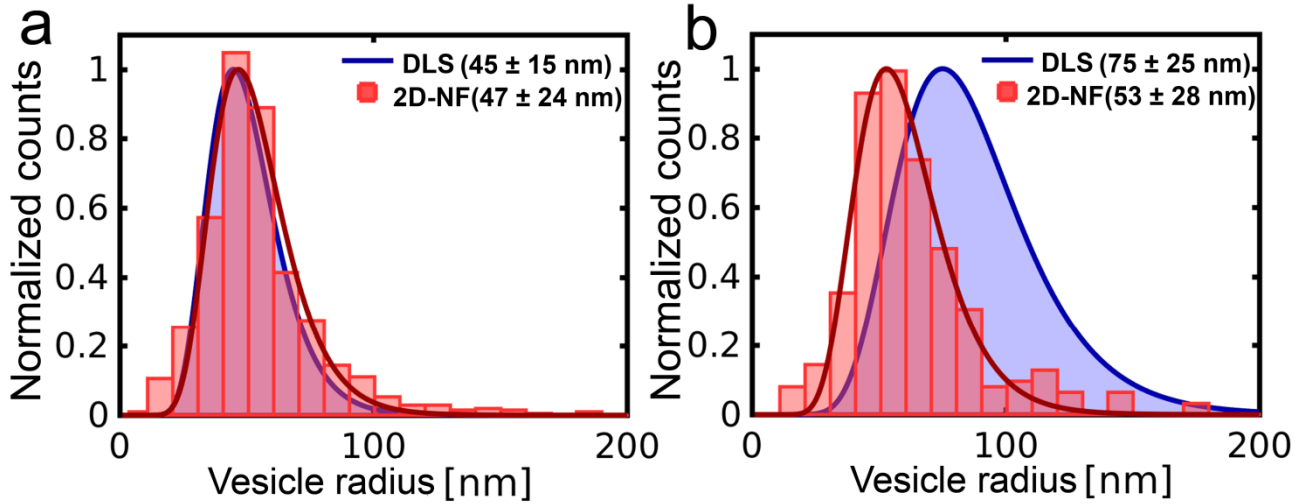 a
Normalized counts
1
0.8
0.6
0.4
0.2
0
0
100
200
Vesicle radius [nm]
DLS (45 ± 15 nm)
2D-NF(47 ± 24 nm)
b
Normalized counts
1
0.8
0.6
0.4
0.2
0
0
100
200
Vesicle radius [nm]
DLS (75 ± 25 nm)
2D-NF(53 ± 28 nm)